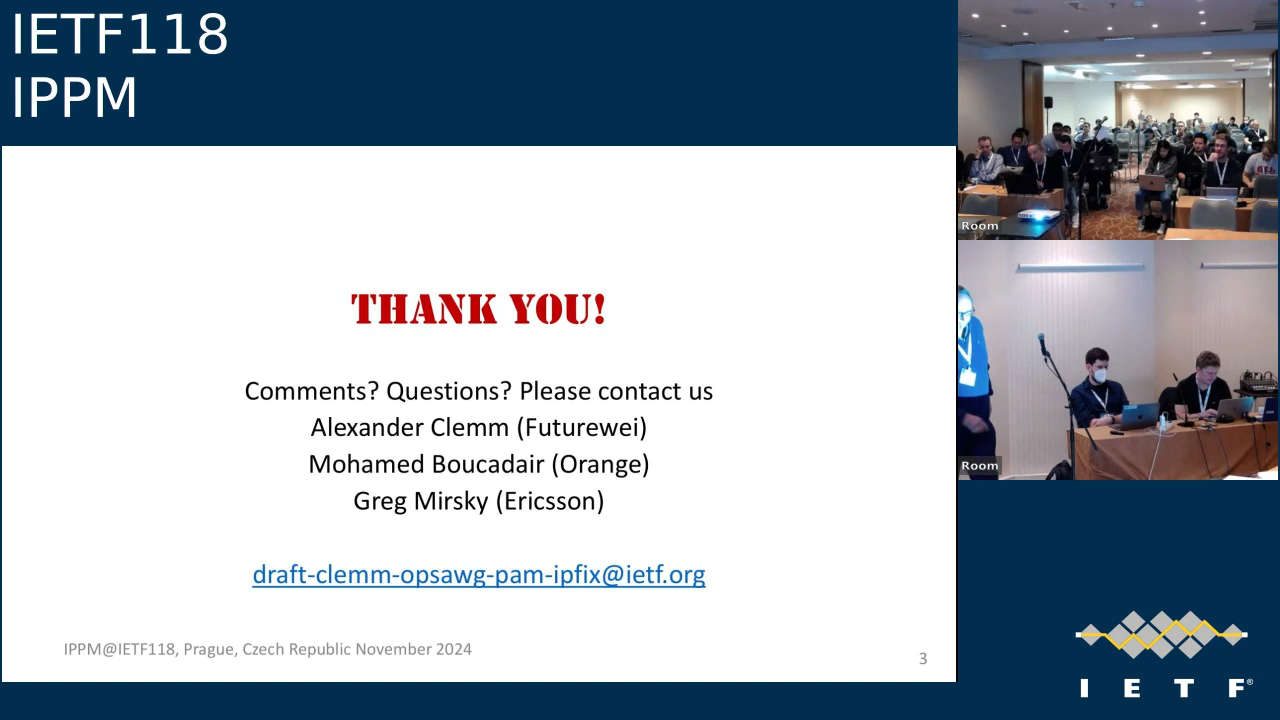 IETF118
IPPM
THANK YOU!
Comments? Questions? Please contact us
Alexander Clemm (Futurewei)
Mohamed Boucadair (Orange)
Greg Mirsky (Ericsson)
draft-clemm-opsawg-pam-ipfix@ietf.org
IPPM@IETF118, Prague, Czech Republic November 2024
3
Room
Room
I E T F®